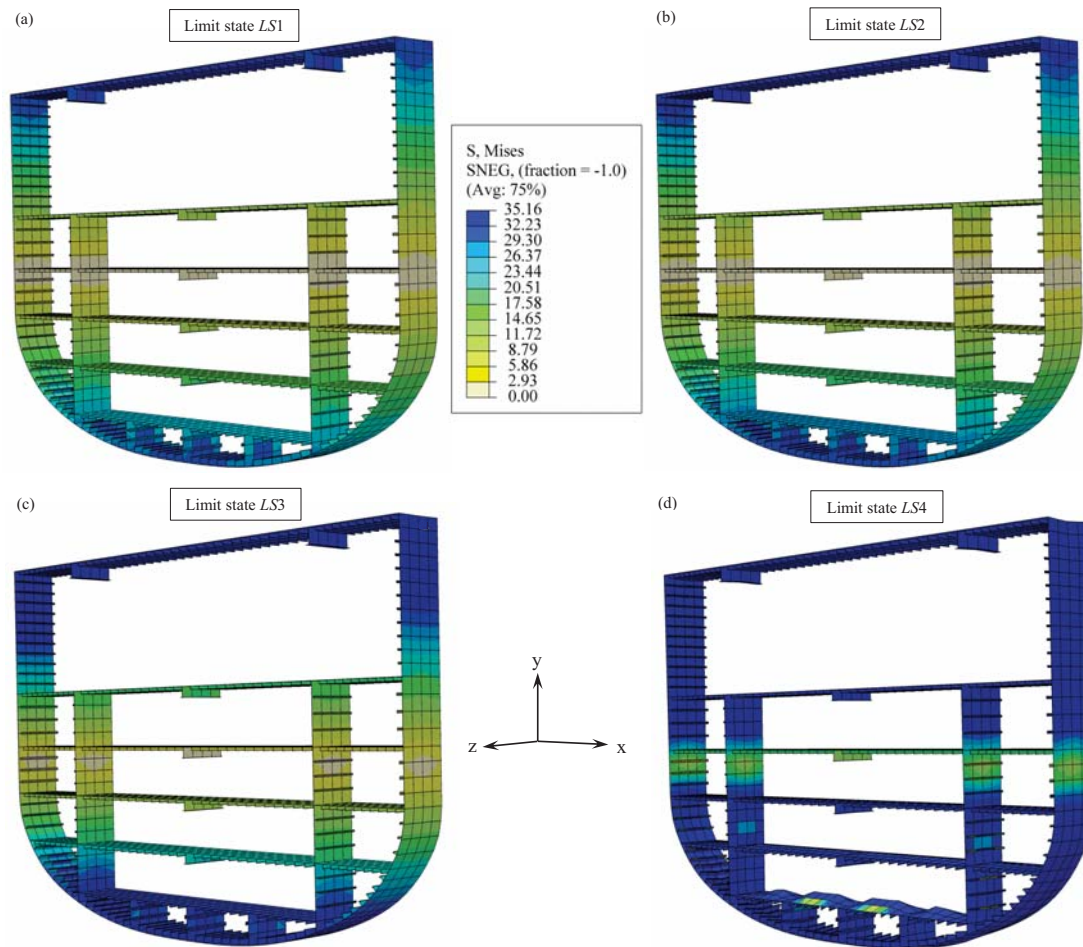 (a)
Limit state LS1
(b)
Limit state LS2
S, Mises
SNEG, (fraction = -1.0)
(Avg: 75%)
35.16
32.23
29.30
26.37
23.44
20.51
17.58
14.65
11.72
8.79
5.86
2.93
0.00
(c)
Limit state LS3
(d)
Limit state LS4
y
z
x